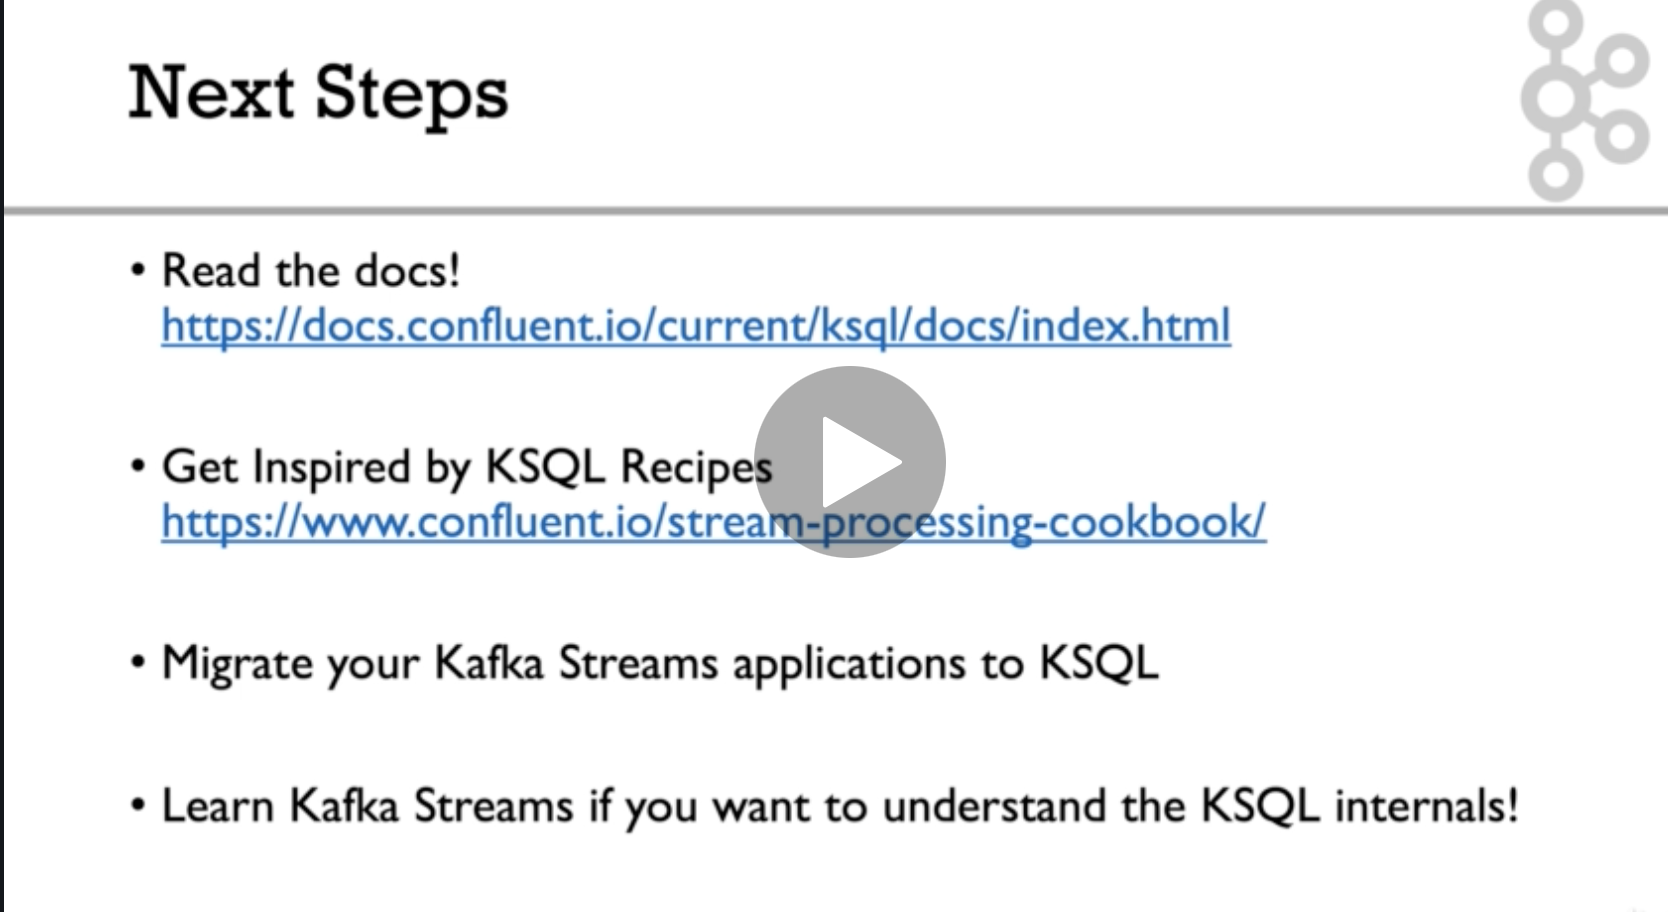 Next Steps
• Read the docs!
https://docs.confluent.io/current/ksql/docs/index.html
• Get Inspired by KSQL Recipes
https://www.confluent.io/stream-processing-cookbook/
• Migrate your Kafka Streams applications to KSQL
• Learn Kafka Streams if you want to understand the KSQL internals!